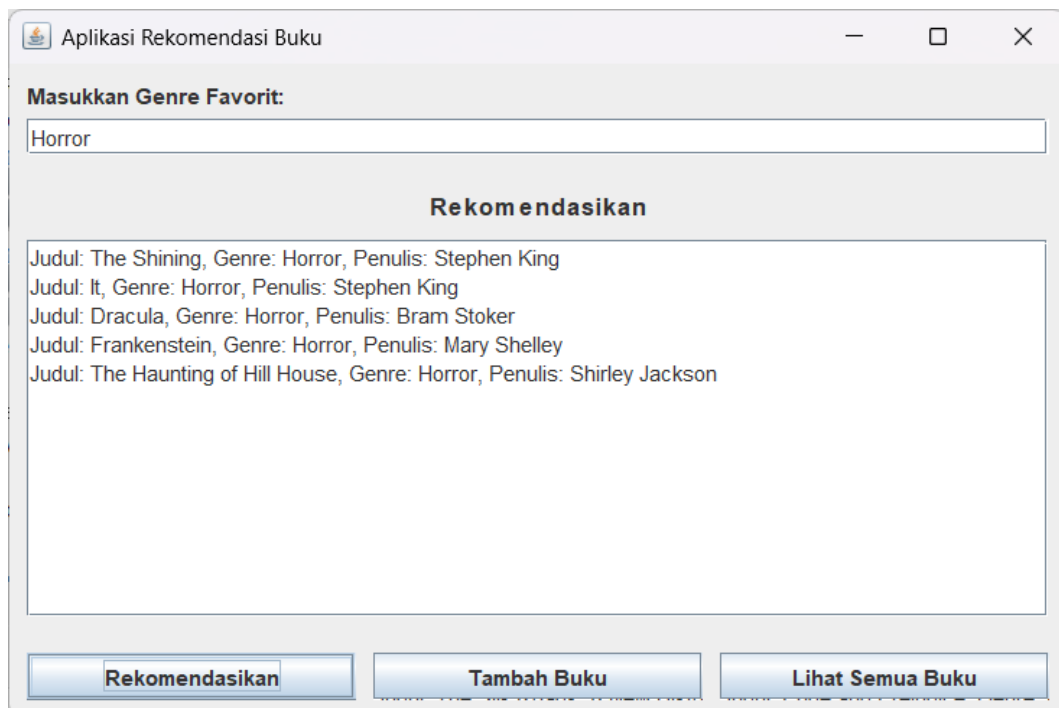 Aplikasi Rekomendasi Buku
Masukkan Genre Favorit:
Horror
Rekomendasikan
Judul: The Shining, Genre: Horror, Penulis: Stephen King
Judul: It, Genre: Horror, Penulis: Stephen King
Judul: Dracula, Genre: Horror, Penulis: Bram Stoker
Judul: Frankenstein, Genre: Horror, Penulis: Mary Shelley
Judul: The Haunting of Hill House, Genre: Horror, Penulis: Shirley Jackson
Rekomendasikan Tambah Buku Lihat Semua Buku